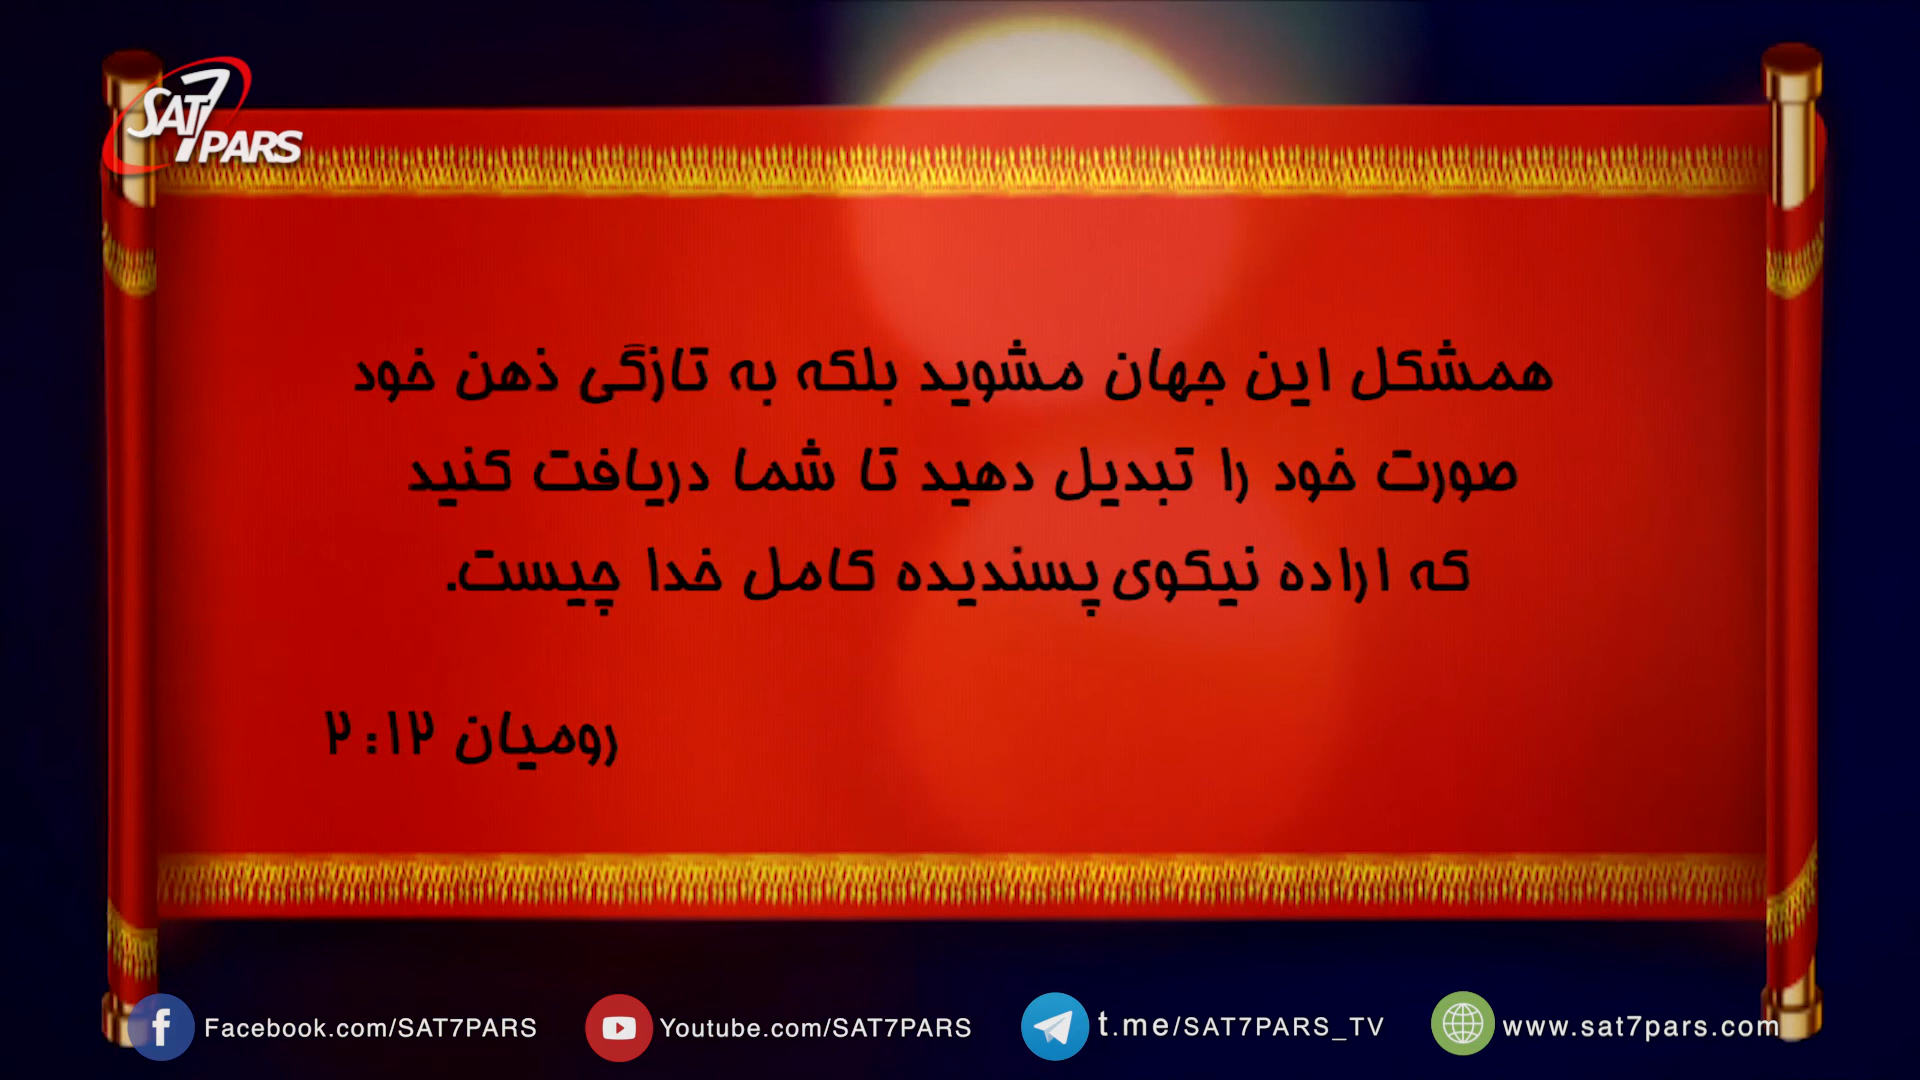 SAT7PARS
همشکل این جهان مشوید بلکه به تازگی ذهن خود
صورت خود را تبدیل دهید تا شما دریافت کنید
که اراده نیکوی پسندیده کامل خدا چیست.
رومیان ۲:۱۲
Facebook.com/SAT7PARS
Youtube.com/SAT7PARS
t.me/SAT7PARS_TV
www.sat7pars.com